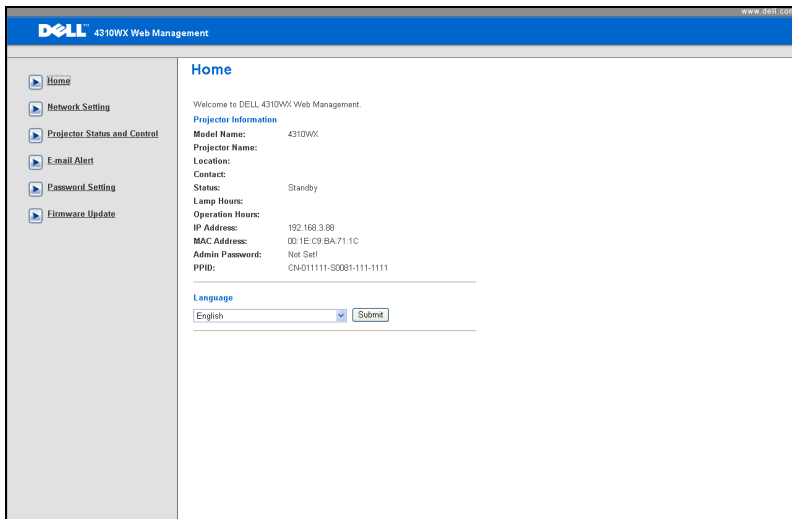 www.dell.com
DELL™ 4310WX Web Management
Home
Network Setting
Projector Status and Control
E-mail Alert
Password Setting
Firmware Update
Home
Welcome to DELL 4310WX Web Management.
Projector Information
Model Name: 4310WX
Projector Name:
Location:
Contact:
Status: Standby
Lamp Hours:
Operation Hours:
IP Address: 192.168.3.88
MAC Address: 00:1E:C9:BA:71:1C
Admin Password: Not Set!
PPID: CN-011111-S0081-111-1111
Language
English Submit